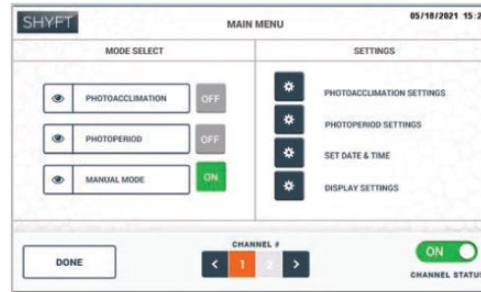 SHYFT
MAIN MENU
05/18/2021 15:2
MODE SELECT
SETTINGS
PHOTOACCLIMATION OFF
PHOTOPERIOD OFF
MANUAL MODE ON
PHOTOACCLIMATION SETTINGS
PHOTOPERIOD SETTINGS
SET DATE & TIME
DISPLAY SETTINGS
DONE
CHANNEL #
< 1 2 >
ON
CHANNEL STATUS